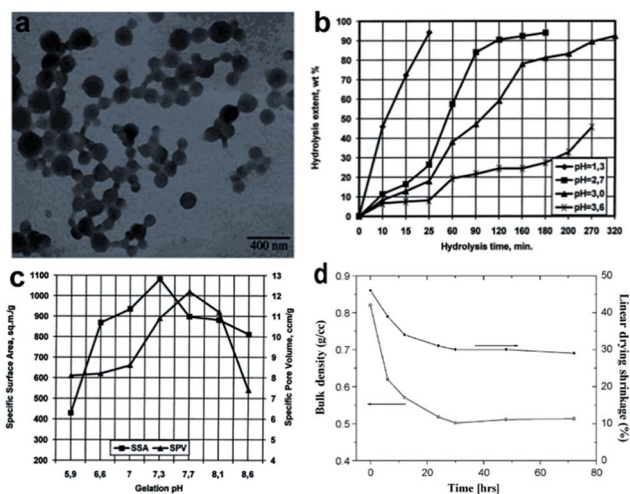 a
400 nm
b
Hydrolysis extent, wt %
100
90
80
70
60
50
40
30
20
10
0
pH=1,3
pH=2,7
pH=3,0
pH=3,6
0 10 15 25 60 90 120 160 180 200 270 320
Hydrolysis time, min.
c
Specific Surface Area, sq.m./g
1100
1000
900
800
700
600
500
400
300
200
Specific Pore Volume, ccm/g
13
12
11
10
9
8
7
6
5
4
SSA SPV
5,9 6,6 7 7,3 7,7 8,1 8,6
Gelation pH
d
Bulk density (g/cc)
0.9
0.8
0.7
0.6
0.5
0.4
Linear drying shrinkage (%)
50
40
30
20
10
0
0 10 20 30 40 50 60 70 80
Time [hrs]